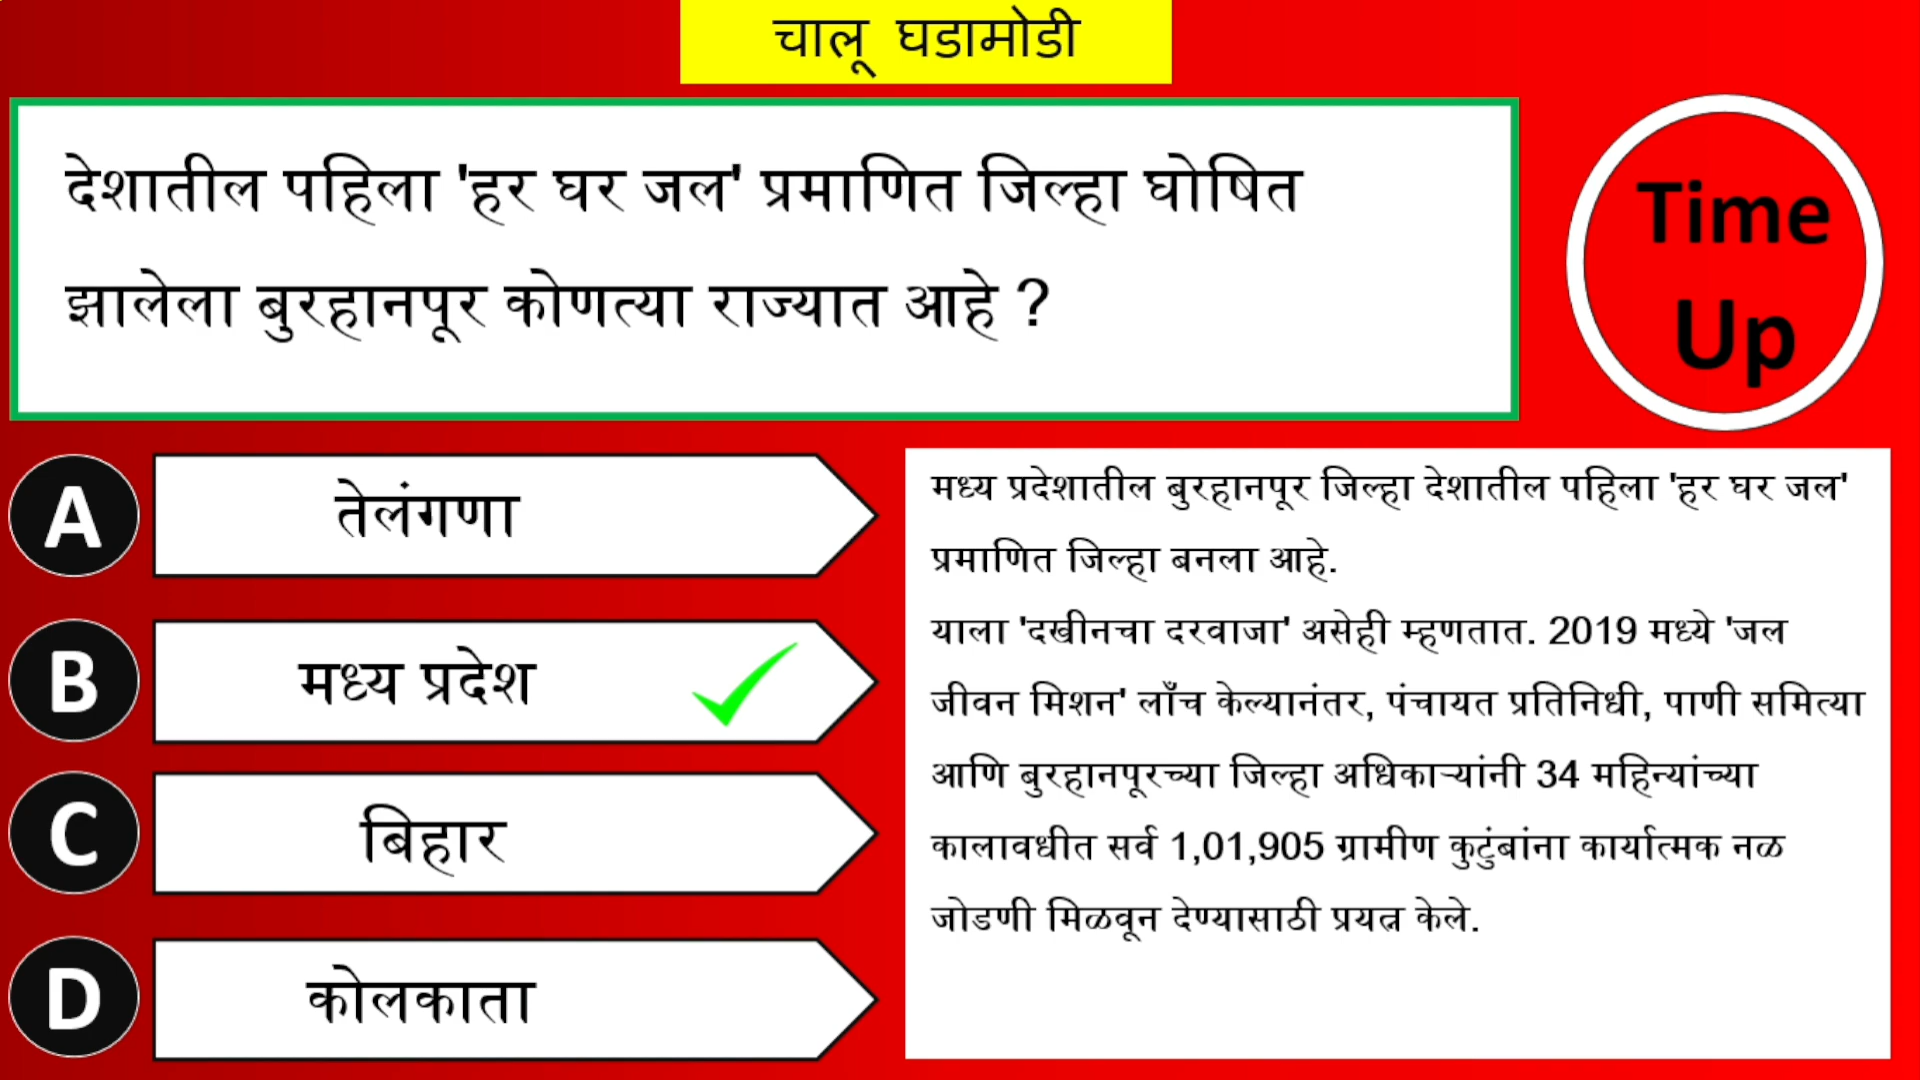 चालू घडामोडी
देशातील पहिला 'हर घर जल' प्रमाणित जिल्हा घोषित
झालेला बुरहानपूर कोणत्या राज्यात आहे ?
Time
Up
A
तेलंगणा
B
मध्य प्रदेश
C
बिहार
D
कोलकाता
मध्य प्रदेशातील बुरहानपूर जिल्हा देशातील पहिला 'हर घर जल'
प्रमाणित जिल्हा बनला आहे.
याला 'दखीनचा दरवाजा' असेही म्हणतात. 2019 मध्ये 'जल
जीवन मिशन' लाँच केल्यानंतर, पंचायत प्रतिनिधी, पाणी समित्या
आणि बुरहानपूरच्या जिल्हा अधिकाऱ्यांनी 34 महिन्यांच्या
कालावधीत सर्व 1,01,905 ग्रामीण कुटुंबांना कार्यात्मक नळ
जोडणी मिळवून देण्यासाठी प्रयत्न केले.